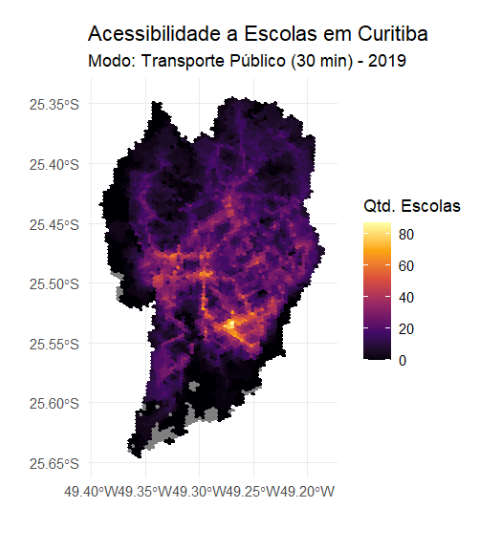 Acessibilidade a Escolas em Curitiba
Modo: Transporte Público (30 min) - 2019
25.35°S
25.40°S
25.45°S
25.50°S
25.55°S
25.60°S
25.65°S
49.40°W49.35°W49.30°W49.25°W49.20°W
Qtd. Escolas
80
60
40
20
0